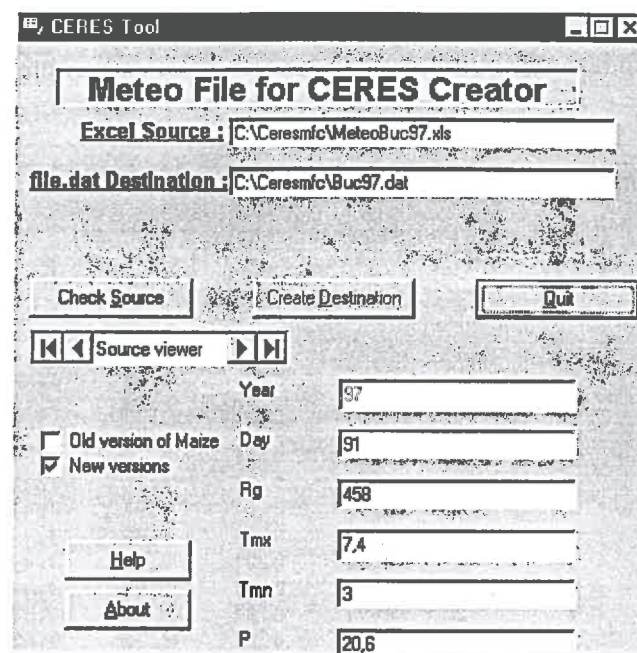 CERES Tool
Meteo File for CERES Creator
Excel Source : C:\Ceresmfc\MeteoBuc97.xls
file.dat Destination : C:\Ceresmfc\Buc97.dat
Check Source Create Destination Quit
Source viewer
Year 97
Old version of Maize Day 91
New versions
Rg 458
Help Tmx 7,4
About Tmn 3
P 20,6